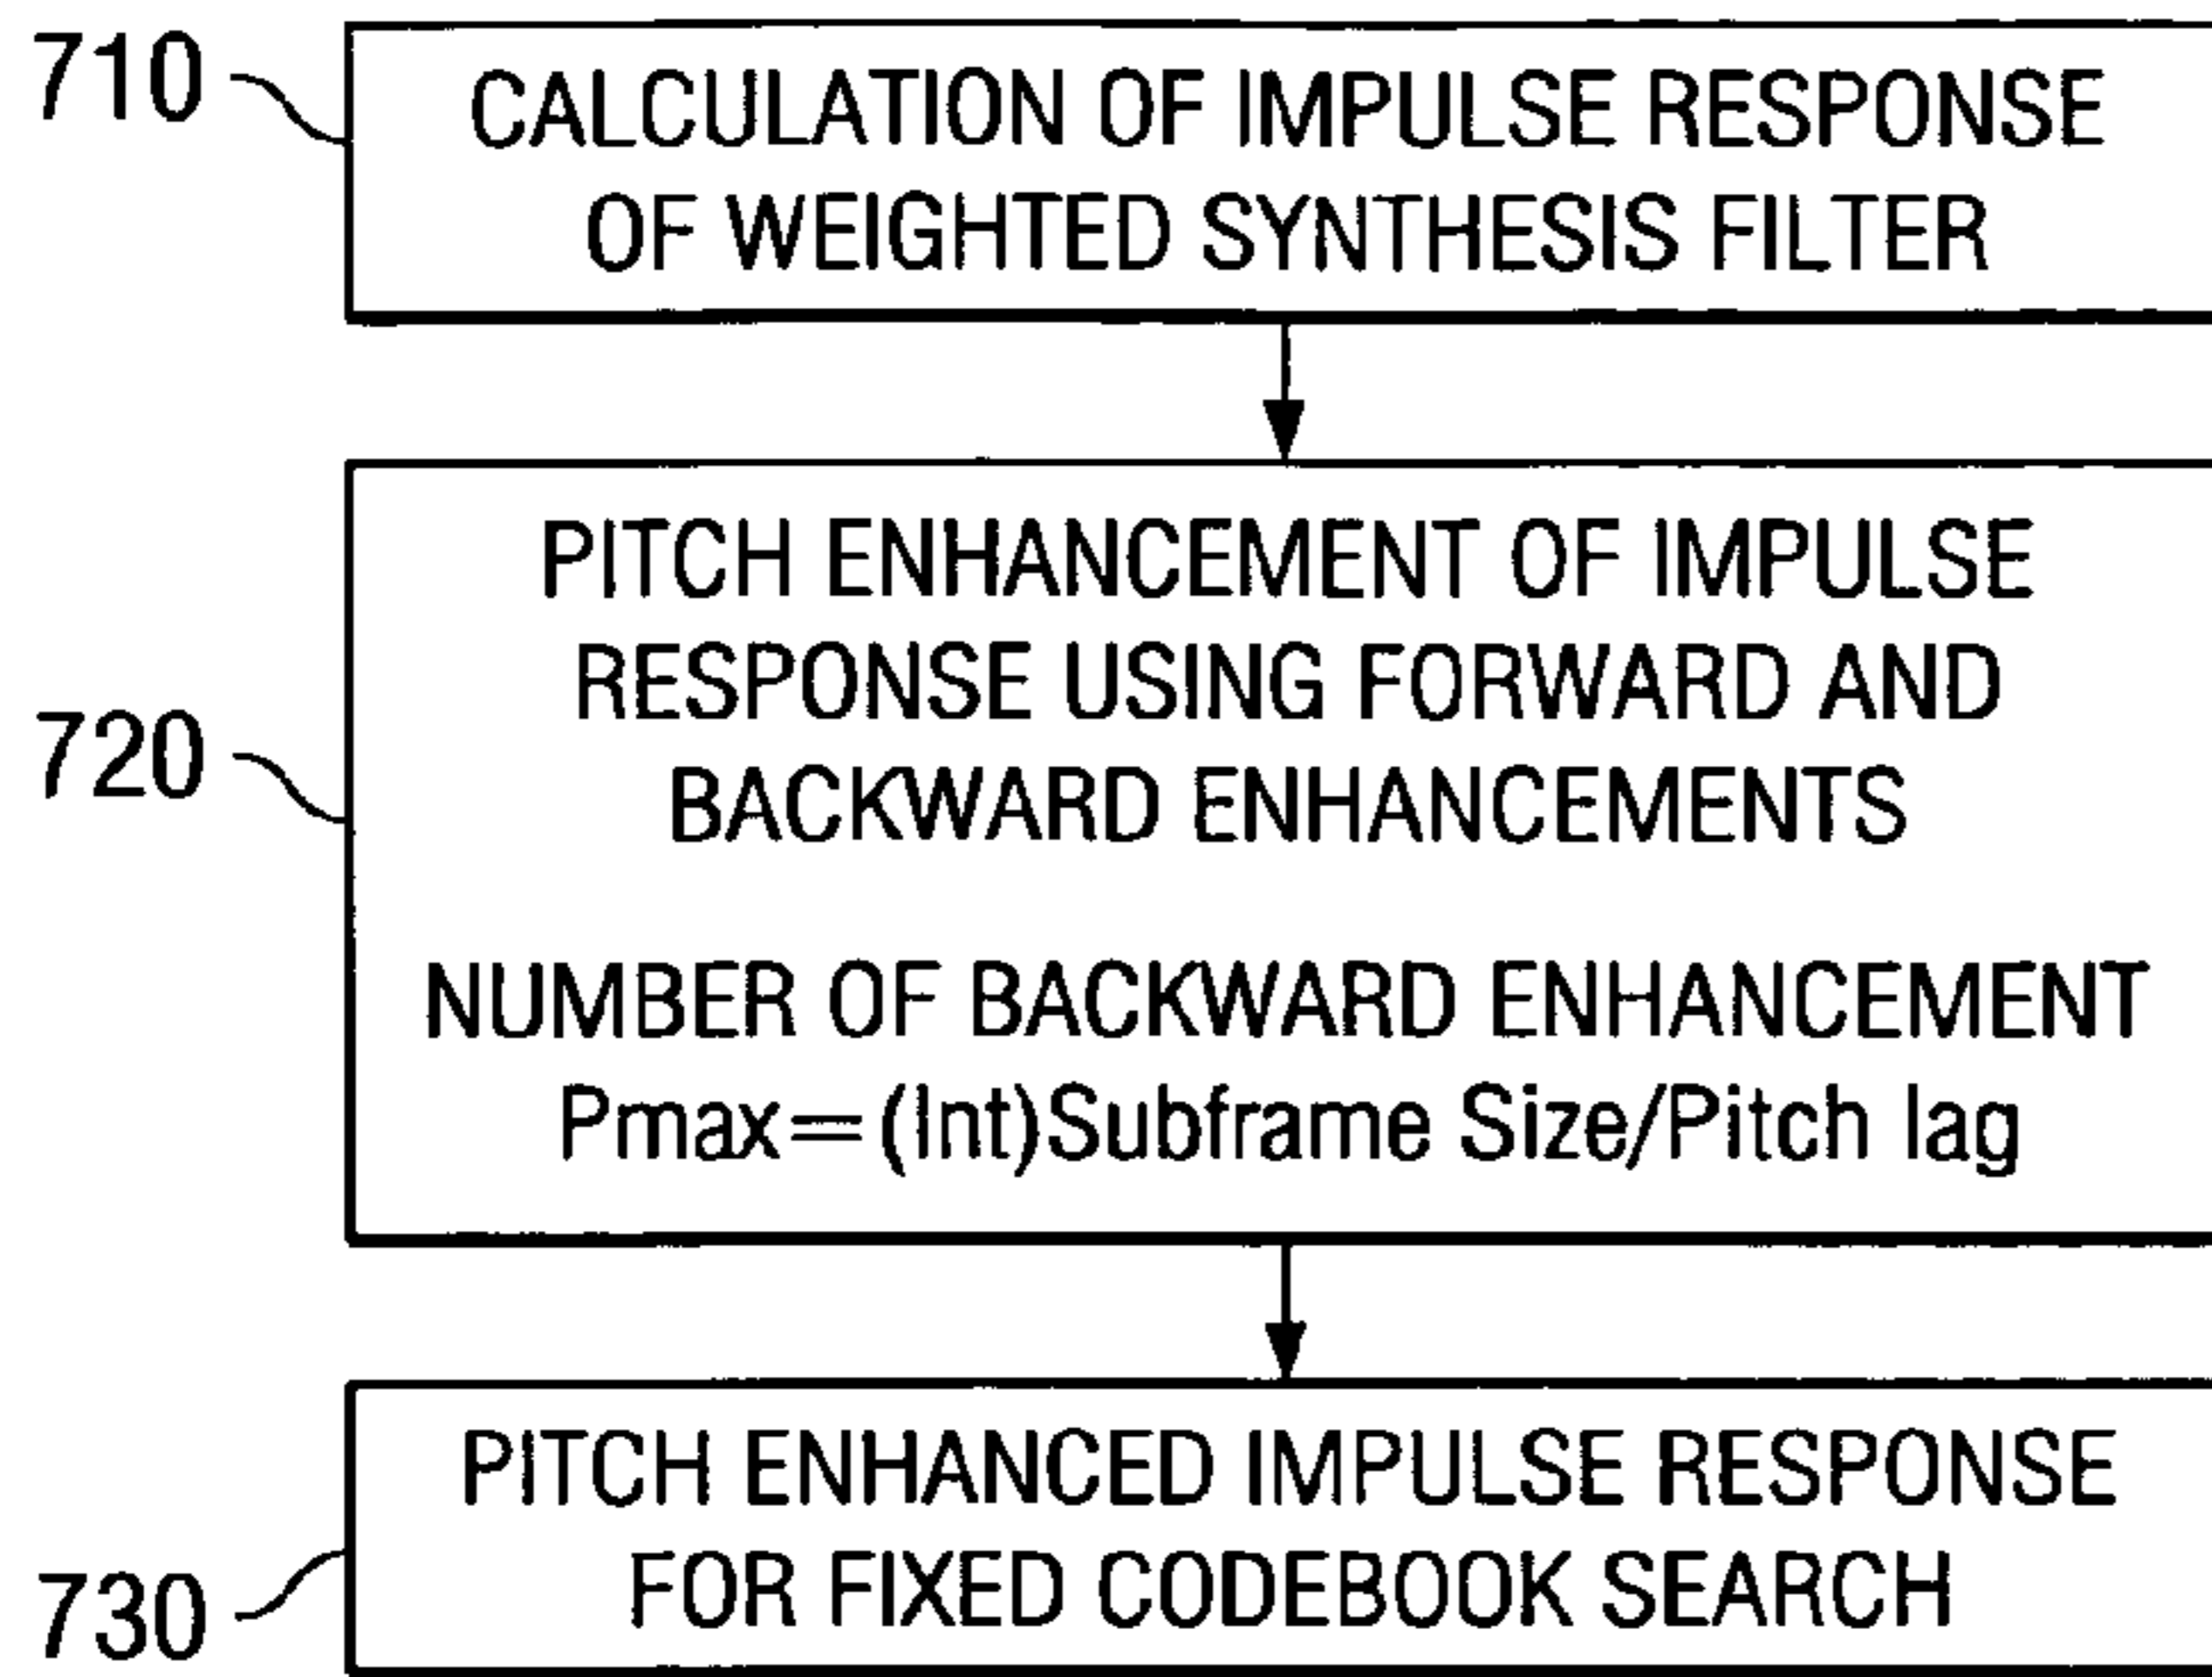 710
CALCULATION OF IMPULSE RESPONSE
OF WEIGHTED SYNTHESIS FILTER
720
PITCH ENHANCEMENT OF IMPULSE
RESPONSE USING FORWARD AND
BACKWARD ENHANCEMENTS
NUMBER OF BACKWARD ENHANCEMENT
Pmax=(Int)Subframe Size/Pitch lag
730
PITCH ENHANCED IMPULSE RESPONSE
FOR FIXED CODEBOOK SEARCH